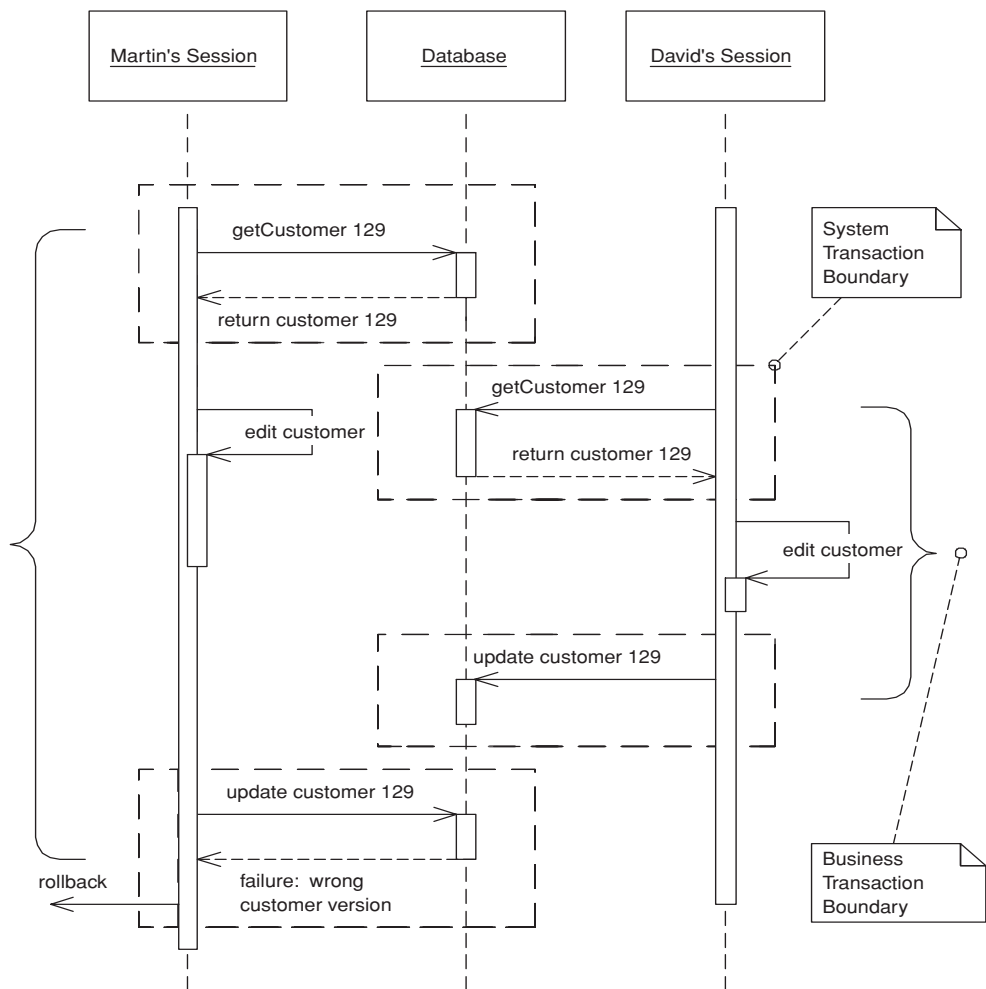 Martin's Session
Database
David's Session
getCustomer 129
return customer 129
System
Transaction
Boundary
getCustomer 129
edit customer
return customer 129
edit customer
update customer 129
update customer 129
rollback
failure: wrong
customer version
Business
Transaction
Boundary